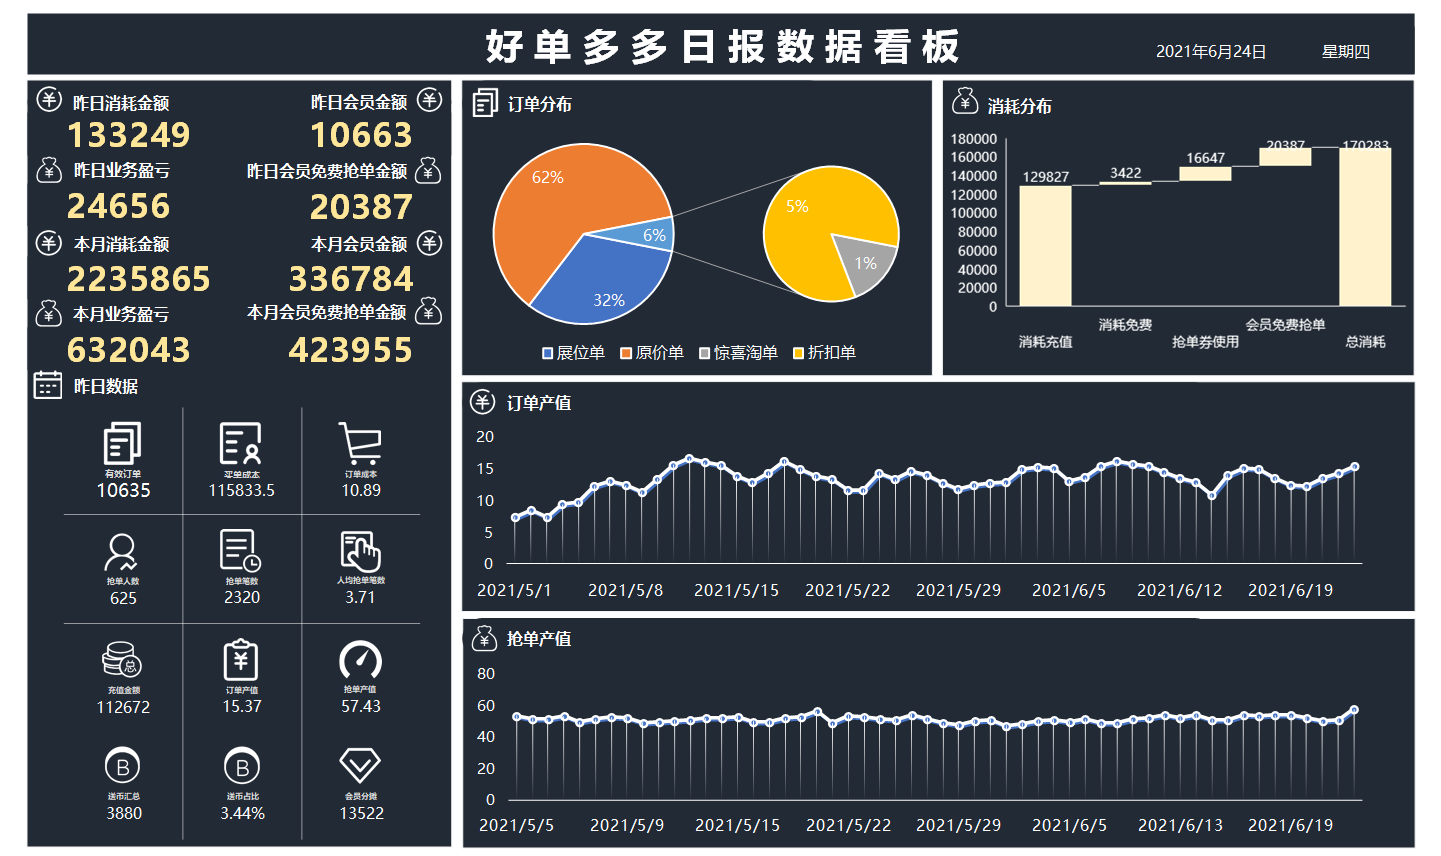 好单多多日报数据看板
2021年6月24日 星期四
昨日消耗金额 昨日会员金额
133249 10663
昨日业务盈亏 昨日会员免费抢单金额
24656 20387
本月消耗金额 本月会员金额
2235865 336784
本月业务盈亏 本月会员免费抢单金额
632043 423955
昨日数据
有效订单 买单成本 订单成本
10635 115833.5 10.89
抢单人数 抢单笔数 人均抢单笔数
625 2320 3.71
总
充值金额 订单产值 抢单产值
112672 15.37 57.43
B B
送币汇总 送币占比 会员分摊
3880 3.44% 13522
订单分布
62%
6%
32%
5%
1%
展位单 原价单 惊喜淘单 折扣单
消耗分布
180000
160000
140000
120000
100000
80000
60000
40000
20000
0
129827
3422
16647
20387
170283
消耗充值
消耗免费
抢单券使用
会员免费抢单
总消耗
订单产值
20
15
10
5
0
2021/5/1 2021/5/8 2021/5/15 2021/5/22 2021/5/29 2021/6/5 2021/6/12 2021/6/19
抢单产值
80
60
40
20
0
2021/5/5 2021/5/9 2021/5/15 2021/5/22 2021/5/29 2021/6/5 2021/6/13 2021/6/19